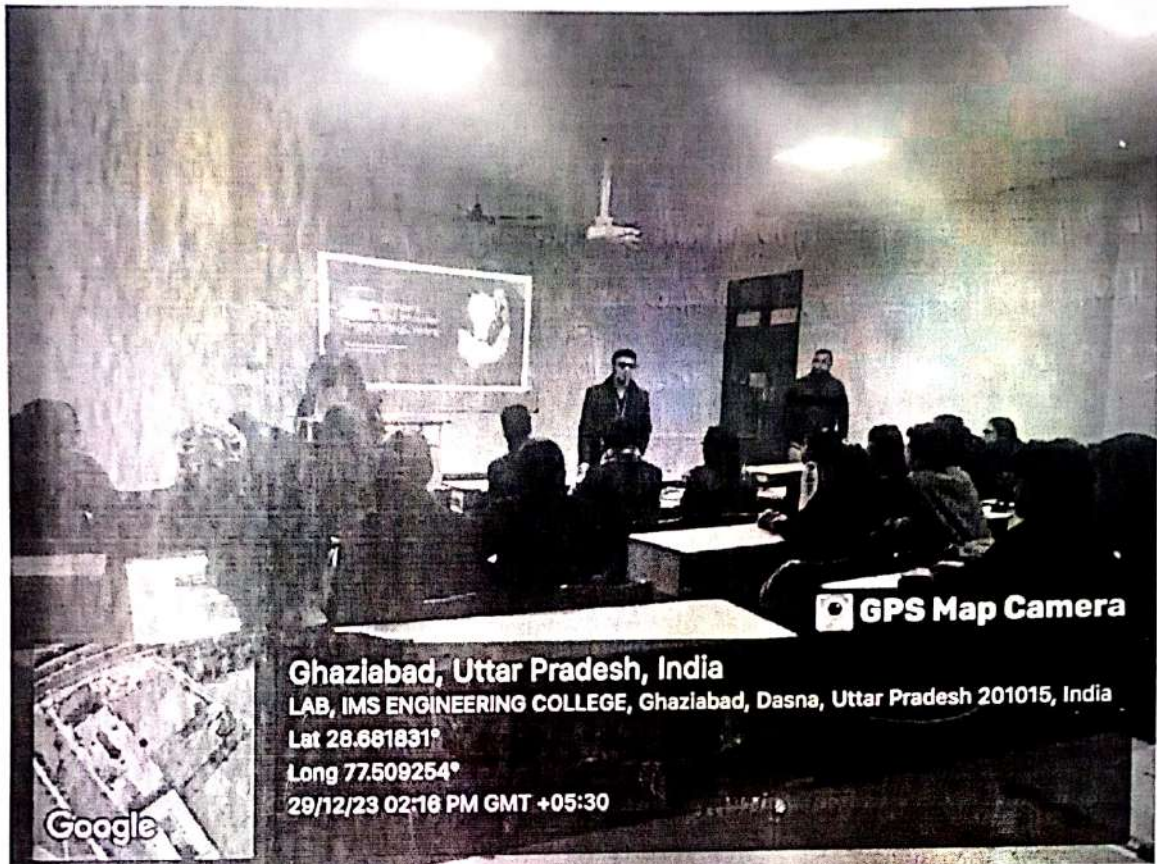 GPS Map Camera
Ghaziabad, Uttar Pradesh, India
LAB, IMS ENGINEERING COLLEGE, Ghaziabad, Dasna, Uttar Pradesh 201015, India
Lat 28.681831°
Long 77.509254°
29/12/23 02:16 PM GMT +05:30
Google